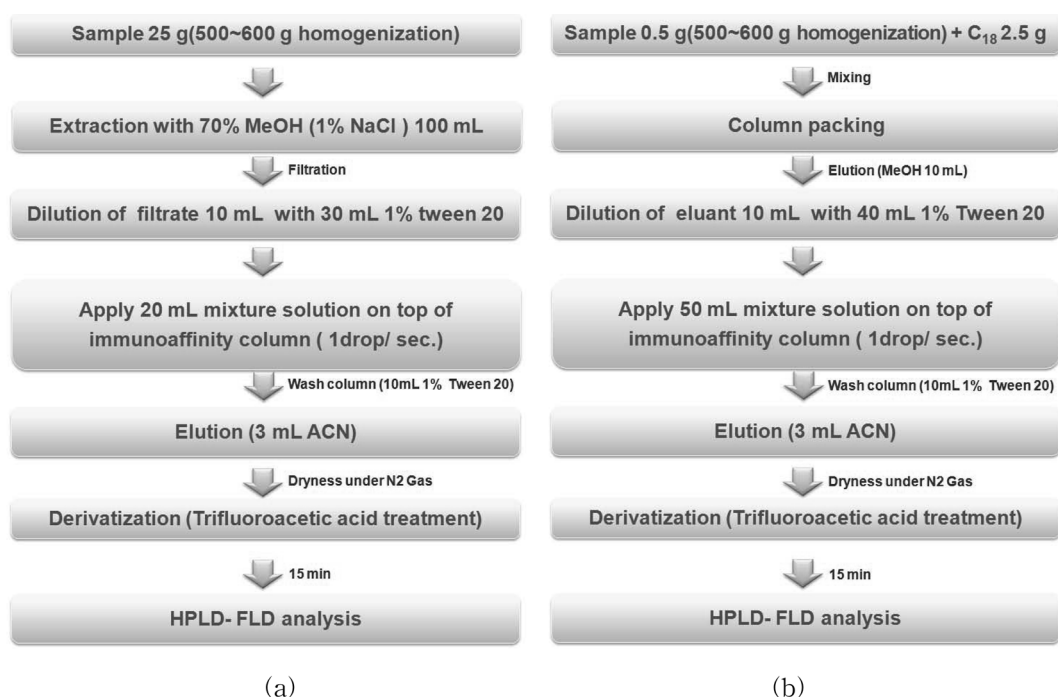 Sample 25 g(500~600 g homogenization)
Extraction with 70% MeOH (1% NaCl ) 100 mL
Filtration
Dilution of filtrate 10 mL with 30 mL 1% tween 20
Apply 20 mL mixture solution on top of
immunoaffinity column ( 1drop/ sec.)
Wash column (10mL 1% Tween 20)
Elution (3 mL ACN)
Dryness under N2 Gas
Derivatization (Trifluoroacetic acid treatment)
15 min
HPLD- FLD analysis
(a)
Sample 0.5 g(500~600 g homogenization) + C18 2.5 g
Mixing
Column packing
Elution (MeOH 10 mL)
Dilution of eluant 10 mL with 40 mL 1% Tween 20
Apply 50 mL mixture solution on top of
immunoaffinity column ( 1drop/ sec.)
Wash column (10mL 1% Tween 20)
Elution (3 mL ACN)
Dryness under N2 Gas
Derivatization (Trifluoroacetic acid treatment)
15 min
HPLD- FLD analysis
(b)